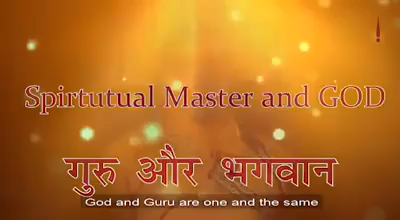 Spirtutual Master and GOD
गुरु और भगवान
God and Guru are one and the same